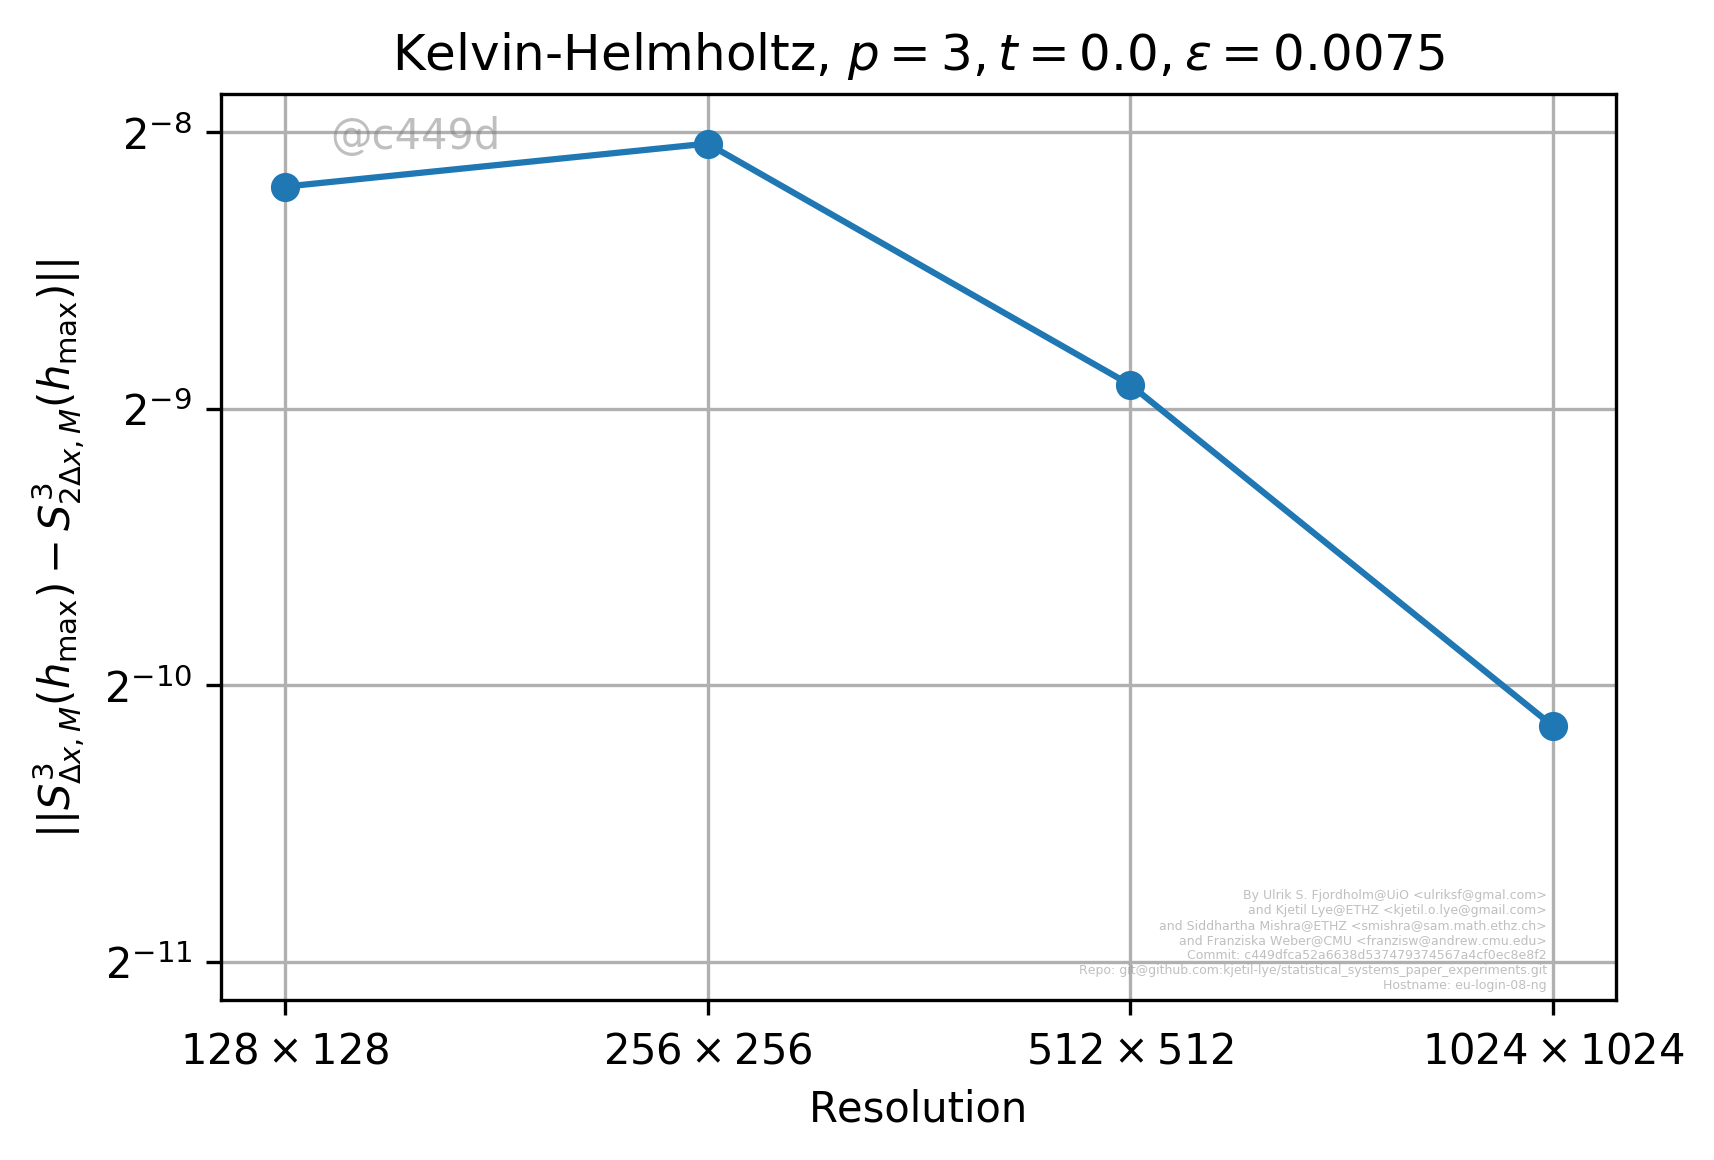 Kelvin-Helmholtz, p = 3, t = 0.0, ε = 0.0075
@c449d
2⁻⁸
2⁻⁹
2⁻¹⁰
2⁻¹¹
||S³_{Δx, M}(h_max) − S³_{2Δx, M}(h_max)||
By Ulrik S. Fjordholm@UiO <ulriksf@gmal.com>
and Kjetil Lye@ETHZ <kjetil.o.lye@gmail.com>
and Siddhartha Mishra@ETHZ <smishra@sam.math.ethz.ch>
and Franziska Weber@CMU <franzisw@andrew.cmu.edu>
Commit: c449dfca52a6638d537479374567a4cf0ec8e8f2
Repo: git@github.com:kjetil-lye/statistical_systems_paper_experiments.git
Hostname: eu-login-08-ng
128 × 128 256 × 256 512 × 512 1024 × 1024
Resolution